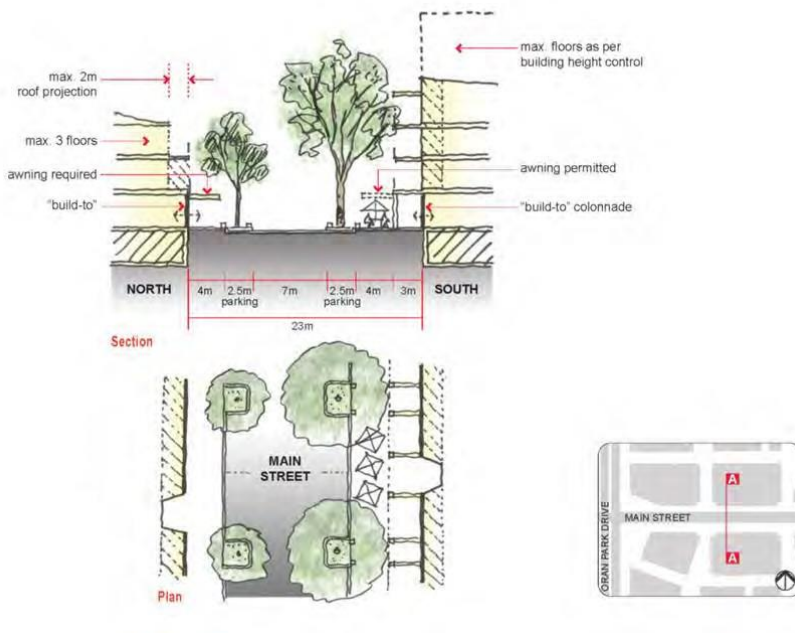 max. 2m
roof projection
max. 3 floors
awning required
"build-to"
max. floors as per
building height control
awning permitted
"build-to" colonnade
NORTH
4m
2.5m
parking
7m
2.5m
parking
4m
3m
SOUTH
23m
Section
MAIN
STREET
Plan
ORAN PARK DRIVE
MAIN STREET
A
A